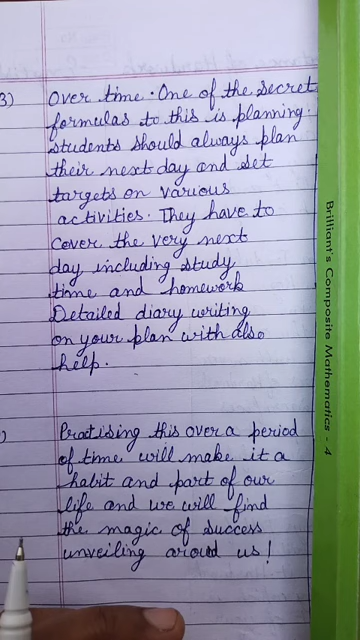 3) Over time. One of the secret
formulas to this is planning.
Students should always plan
their next day and set
targets on various
activities. They have to
cover the very next
day including study
time and homework
Detailed diary writing
on your plan with also
help.
Practising this over a period
of time will make it a
habit and part of our
life and we will find
the magic of success
unveiling around us!
Brilliant's Composite Mathematics - 4